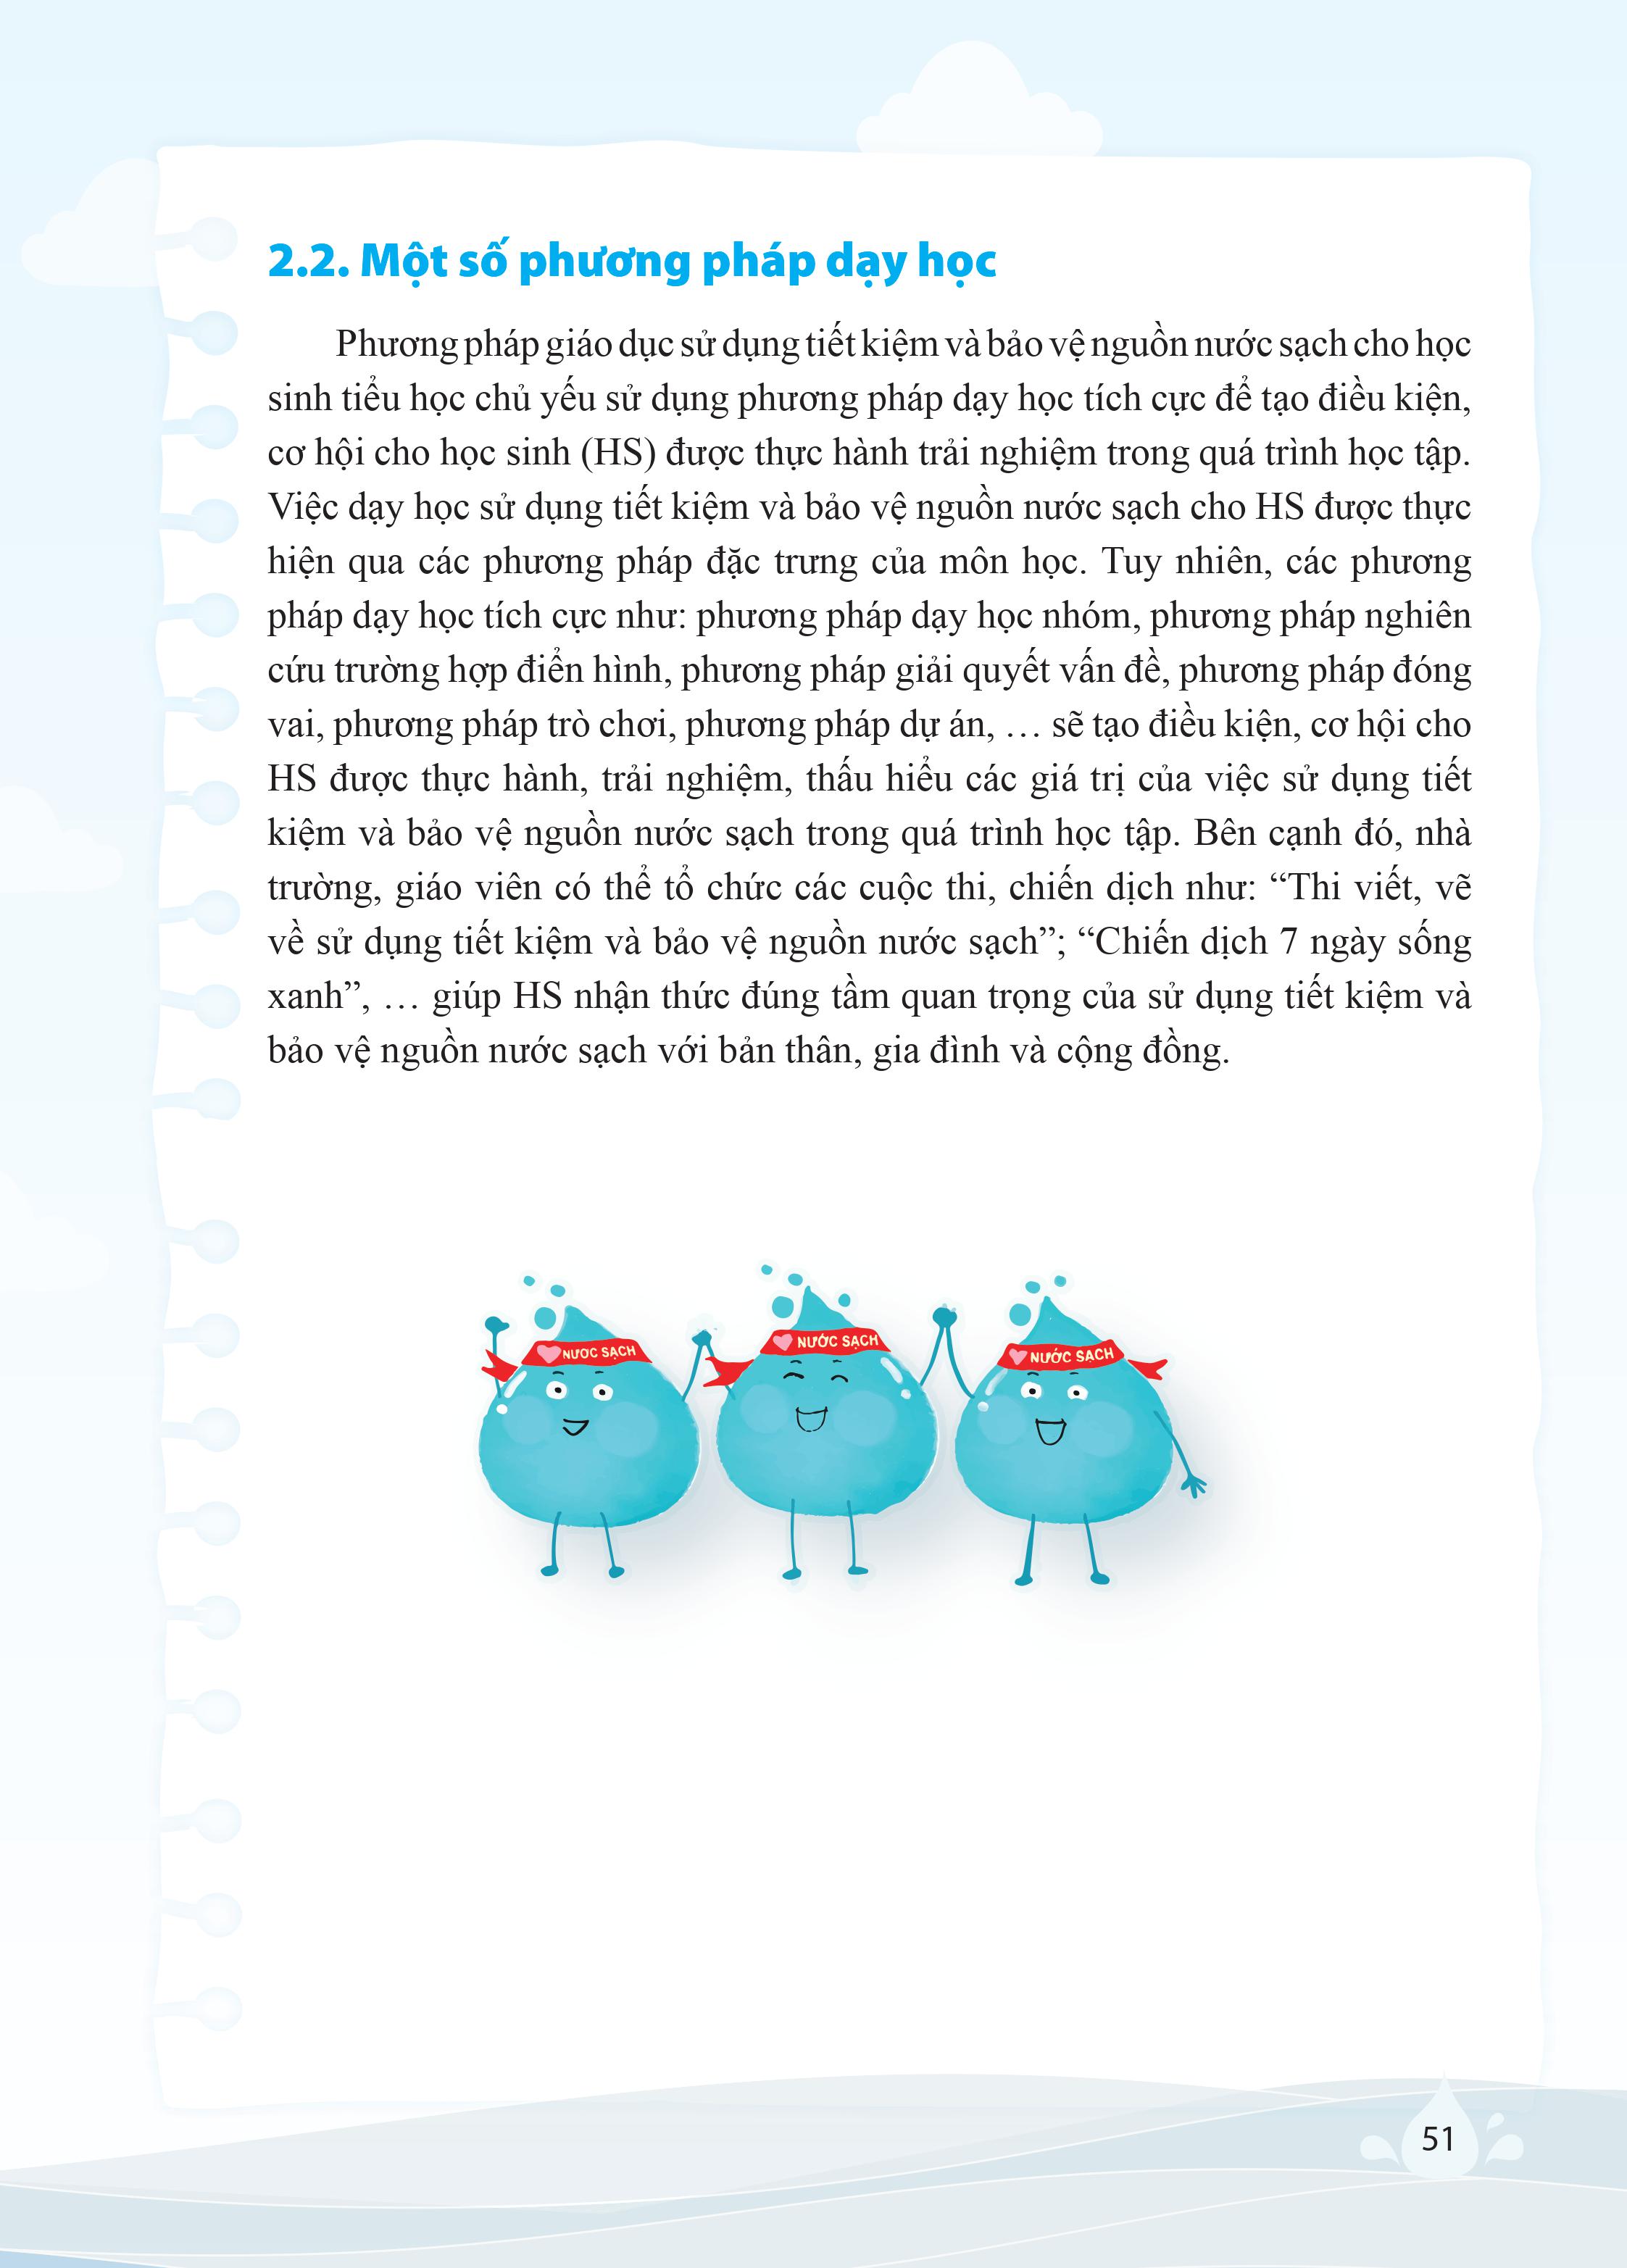 2.2. Một số phương pháp dạy học
Phương pháp giáo dục sử dụng tiết kiệm và bảo vệ nguồn nước sạch cho học
sinh tiểu học chủ yếu sử dụng phương pháp dạy học tích cực để tạo điều kiện,
cơ hội cho học sinh (HS) được thực hành trải nghiệm trong quá trình học tập.
Việc dạy học sử dụng tiết kiệm và bảo vệ nguồn nước sạch cho HS được thực
hiện qua các phương pháp đặc trưng của môn học. Tuy nhiên, các phương
pháp dạy học tích cực như: phương pháp dạy học nhóm, phương pháp nghiên
cứu trường hợp điển hình, phương pháp giải quyết vấn đề, phương pháp đóng
vai, phương pháp trò chơi, phương pháp dự án, … sẽ tạo điều kiện, cơ hội cho
HS được thực hành, trải nghiệm, thấu hiểu các giá trị của việc sử dụng tiết
kiệm và bảo vệ nguồn nước sạch trong quá trình học tập. Bên cạnh đó, nhà
trường, giáo viên có thể tổ chức các cuộc thi, chiến dịch như: “Thi viết, vẽ
về sử dụng tiết kiệm và bảo vệ nguồn nước sạch”; “Chiến dịch 7 ngày sống
xanh”, … giúp HS nhận thức đúng tầm quan trọng của sử dụng tiết kiệm và
bảo vệ nguồn nước sạch với bản thân, gia đình và cộng đồng.
NƯỚC SẠCH
NƯỚC SẠCH
NƯỚC SẠCH
51